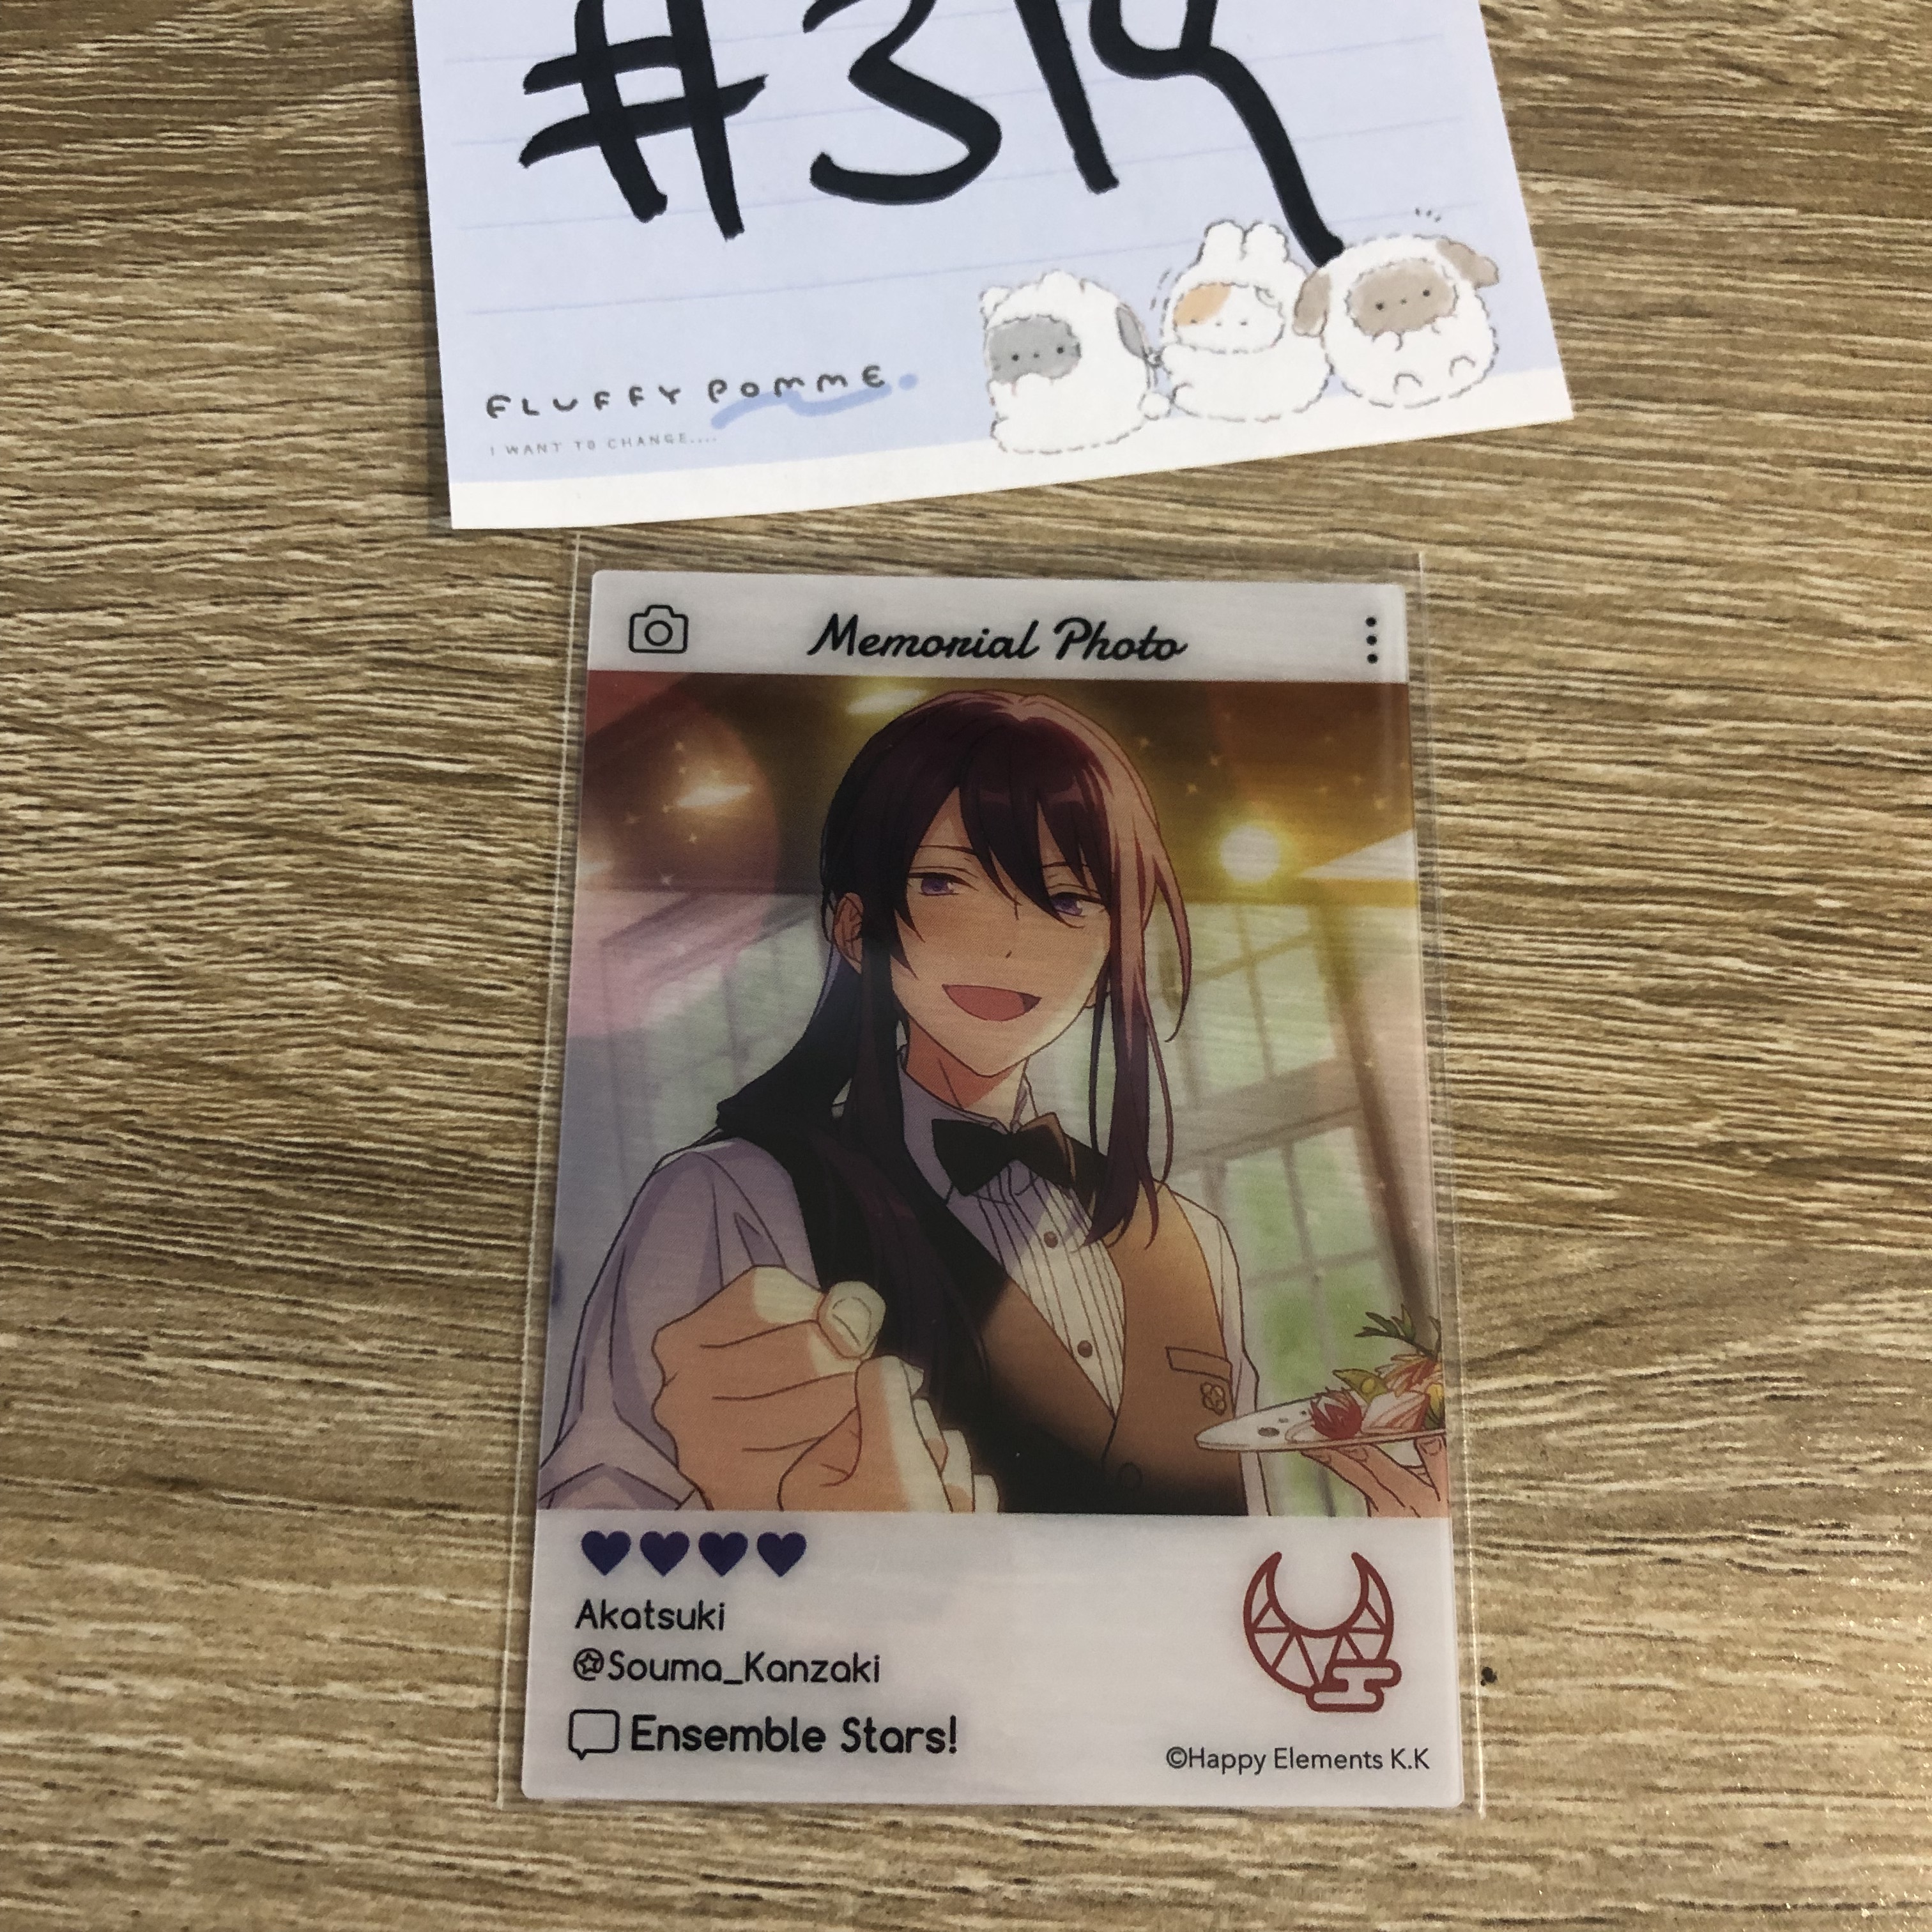 #314
FLUFFY POMME
I WANT TO CHANGE....
Memorial Photo
Akatsuki
@Souma_Kanzaki
Ensemble Stars!
©Happy Elements K.K